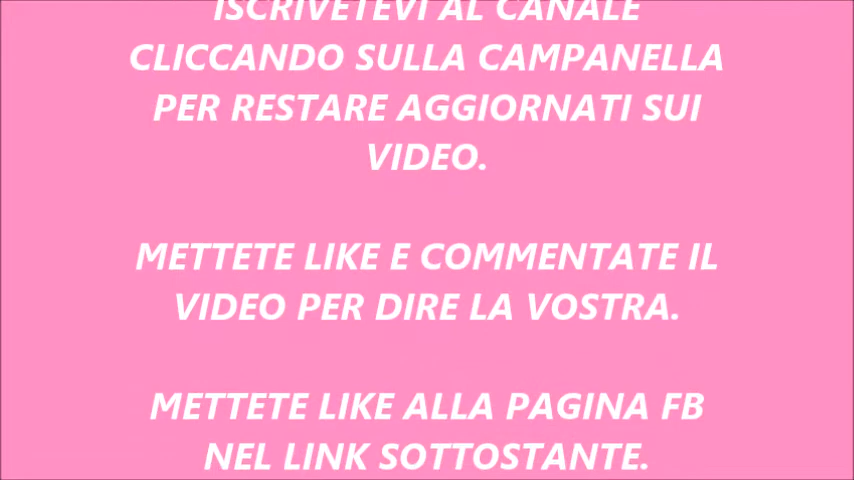 ISCRIVETEVI AL CANALE
CLICCANDO SULLA CAMPANELLA
PER RESTARE AGGIORNATI SUI
VIDEO.
METTETE LIKE E COMMENTATE IL
VIDEO PER DIRE LA VOSTRA.
METTETE LIKE ALLA PAGINA FB
NEL LINK SOTTOSTANTE.